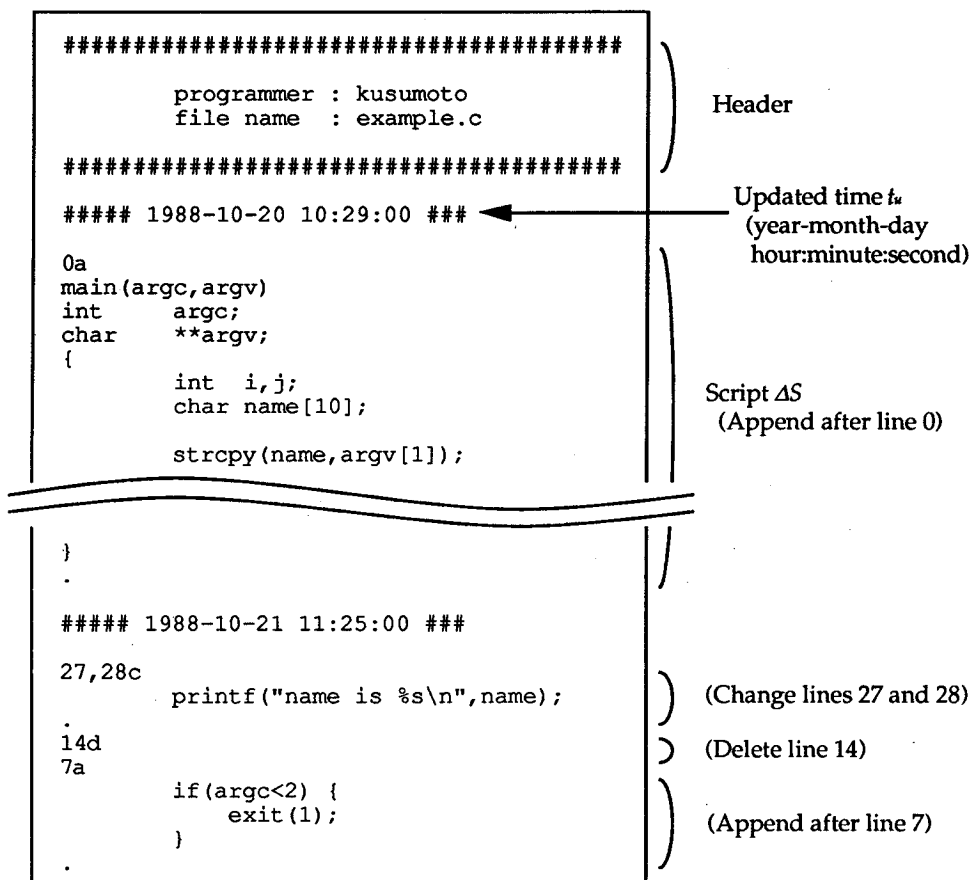 ########################################
programmer : kusumoto
file name  : example.c
########################################
Header
##### 1988-10-20 10:29:00 ###
Updated time tu
(year-month-day
hour:minute:second)
0a
main(argc,argv)
int     argc;
char    **argv;
{
        int  i,j;
        char name[10];
        strcpy(name,argv[1]);
Script ΔS
(Append after line 0)
}
.
##### 1988-10-21 11:25:00 ###
27,28c
        printf("name is %s\n",name);
.
(Change lines 27 and 28)
14d
(Delete line 14)
7a
        if(argc<2) {
            exit(1);
        }
.
(Append after line 7)